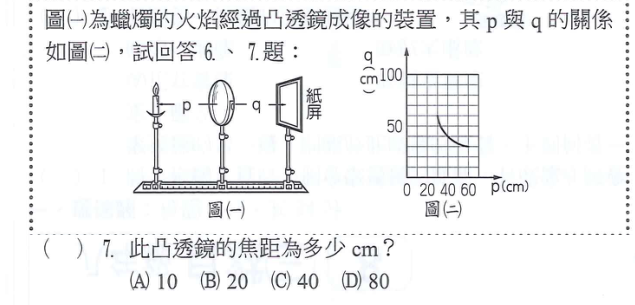 圖㈠為蠟燭的火焰經過凸透鏡成像的裝置，其 p 與 q 的關係
如圖㈡，試回答 6.、7.題：
p
q
紙屏
圖㈠
q
(cm)
100
50
0 20 40 60 p(cm)
圖㈡
( ) 7. 此凸透鏡的焦距為多少 cm？
(A) 10 (B) 20 (C) 40 (D) 80